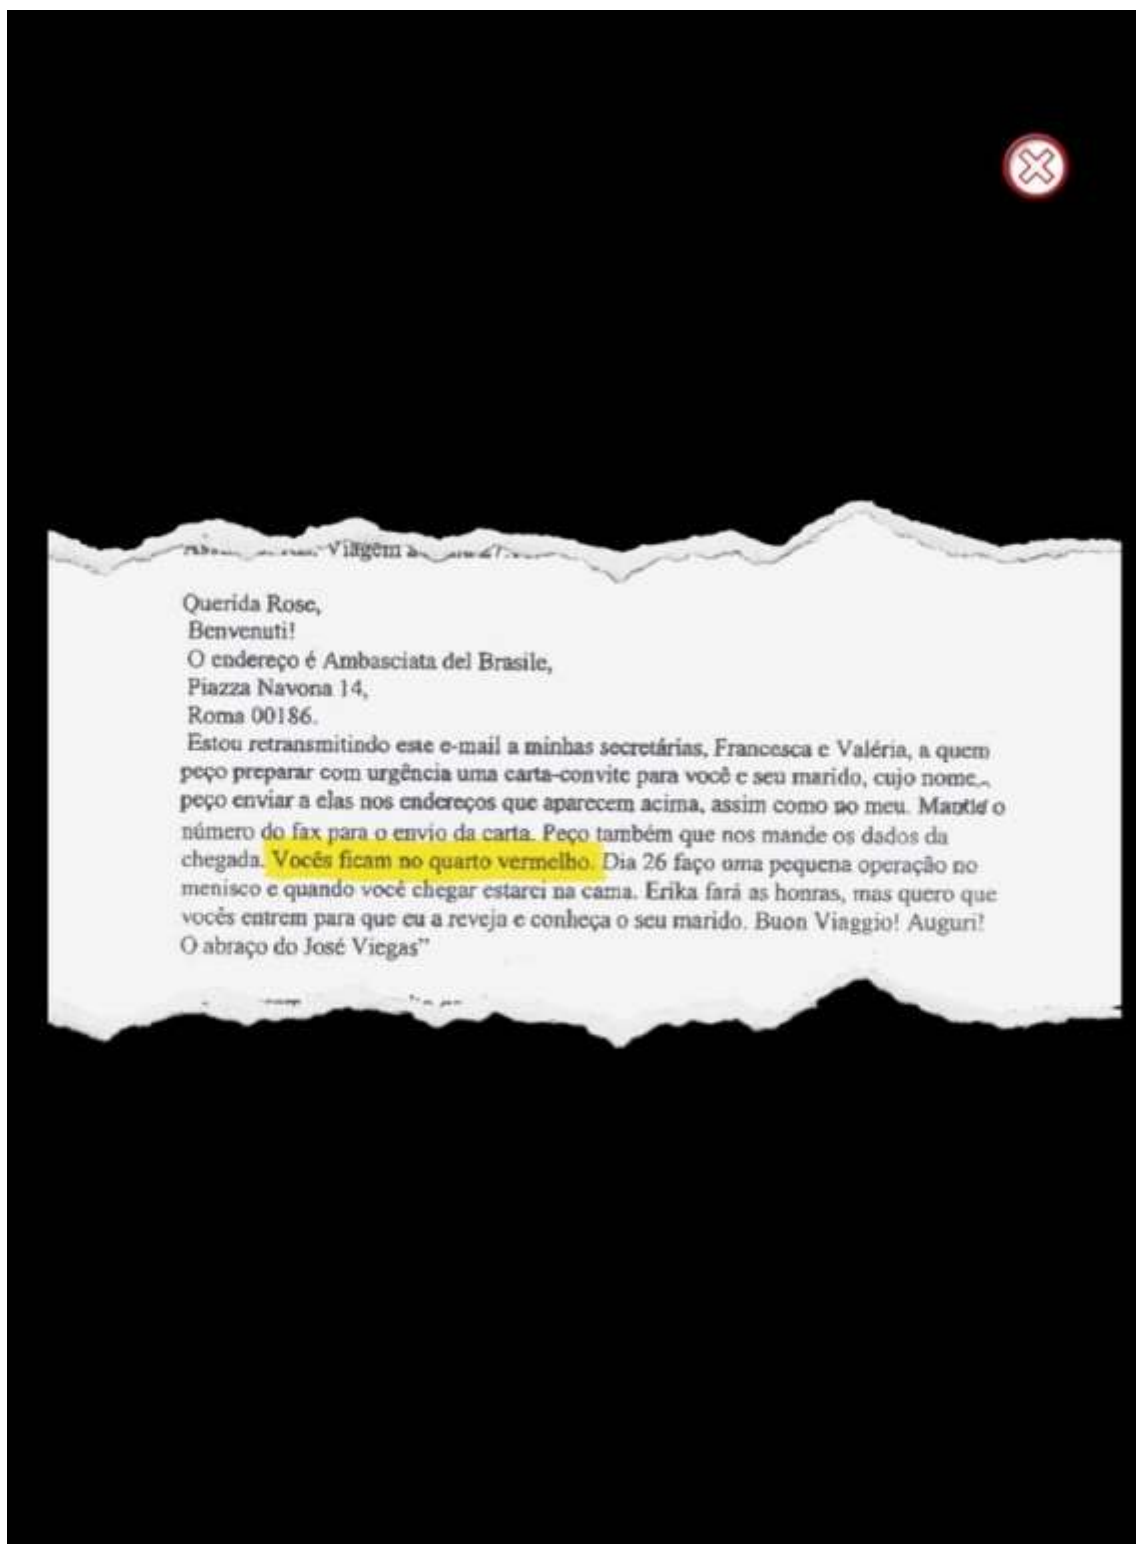 Viagem a
Querida Rose,
Benvenuti!
O endereço é Ambasciata del Brasile,
Piazza Navona 14,
Roma 00186.
Estou retransmitindo este e-mail a minhas secretárias, Francesca e Valéria, a quem
peço preparar com urgência uma carta-convite para você e seu marido, cujo nome
peço enviar a elas nos endereços que aparecem acima, assim como no meu. o
número do fax para o envio da carta. Peço também que nos mande os dados da
chegada. Vocês ficam no quarto vermelho. Dia 26 faço uma pequena operação no
menisco e quando você chegar estarei na cama. Erika fará as honras, mas quero que
vocês entrem para que eu a reveja e conheça o seu marido. Buon Viaggio! Auguri!
O abraço do José Viegas”